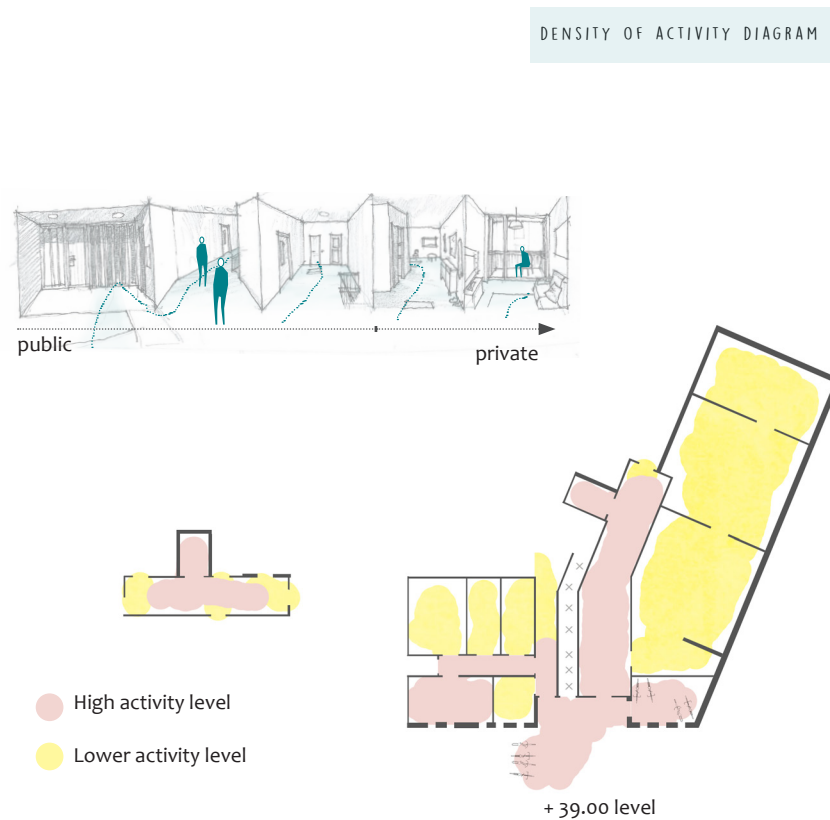 DENSITY OF ACTIVITY DIAGRAM
public
private
High activity level
Lower activity level
+ 39.00 level